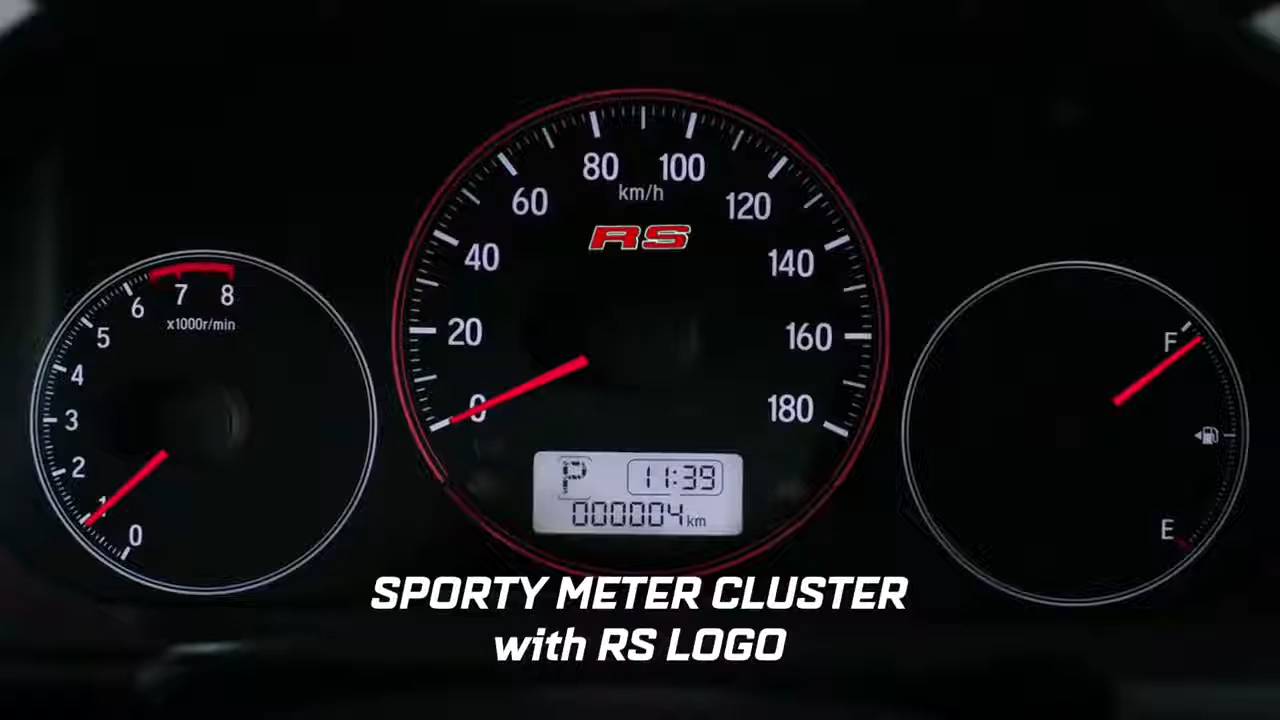 80 100
km/h
60 120
RS
40 140
7 8
6
x1000r/min
5
20 160
F
4
3
0 180
2
P 11:39
1
000004 km
0
E
SPORTY METER CLUSTER
with RS LOGO